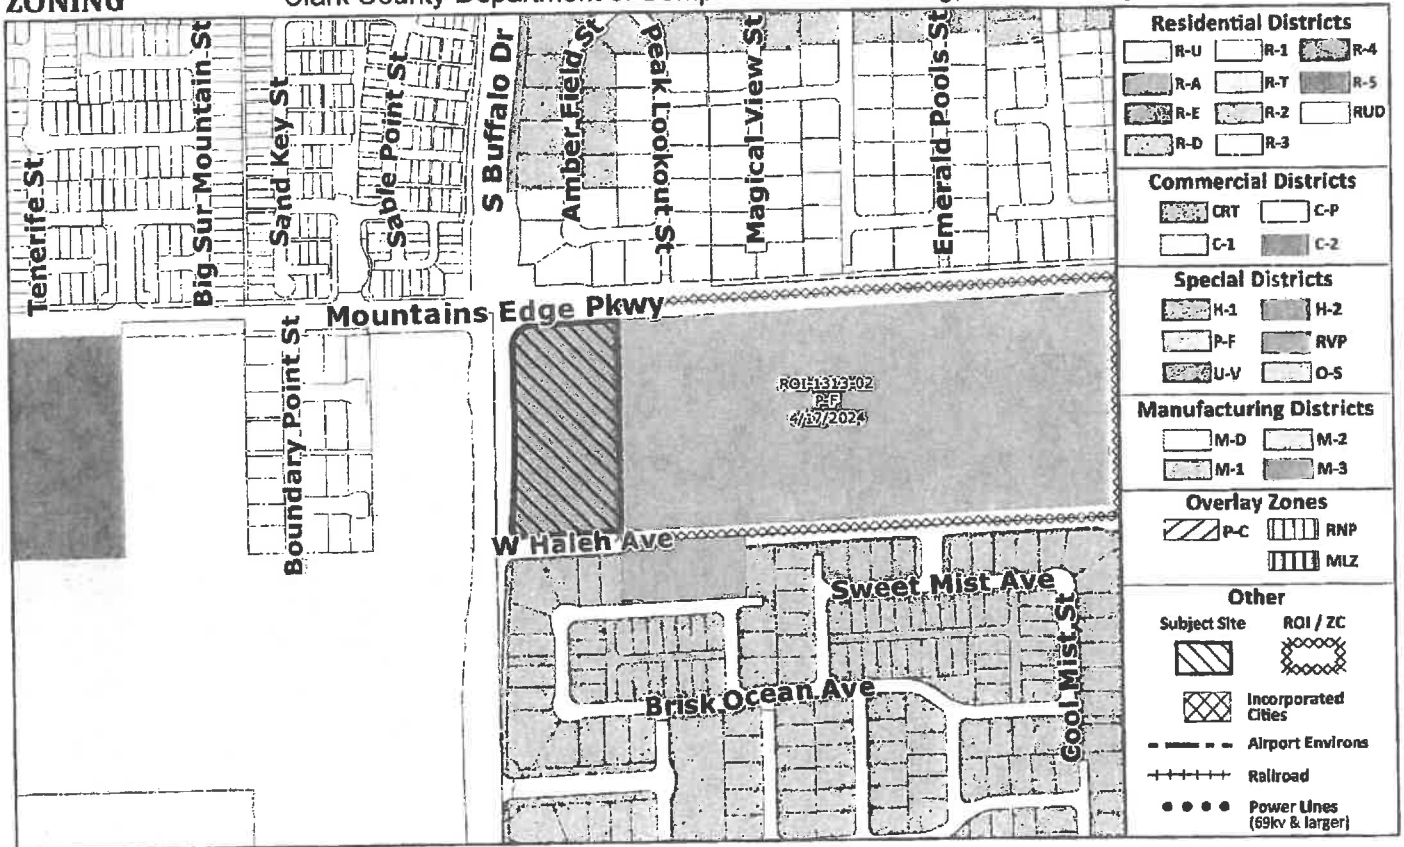 ZONING
Clark County Department of Comp
Tenerife St
Big Sur Mountain St
Sand Key St
Sable Point St
S Buffalo Dr
Amber Field St
Peak Lookout St
Magical View St
Emerald Pools St
Mountains Edge Pkwy
Boundary Point St
ROI-1313-02
P-F
4/17/2024
W Haleh Ave
Sweet Mist Ave
Brisk Ocean Ave
Cool Mist St
Residential Districts
R-U R-1 R-4
R-A R-T R-5
R-E R-2 RUD
R-D R-3
Commercial Districts
CRT C-P
C-1 C-2
Special Districts
H-1 H-2
P-F RVP
U-V O-S
Manufacturing Districts
M-D M-2
M-1 M-3
Overlay Zones
P-C RNP
MLZ
Other
Subject Site ROI / ZC
Incorporated
Cities
Airport Environs
Railroad
Power Lines
(69kv & larger)